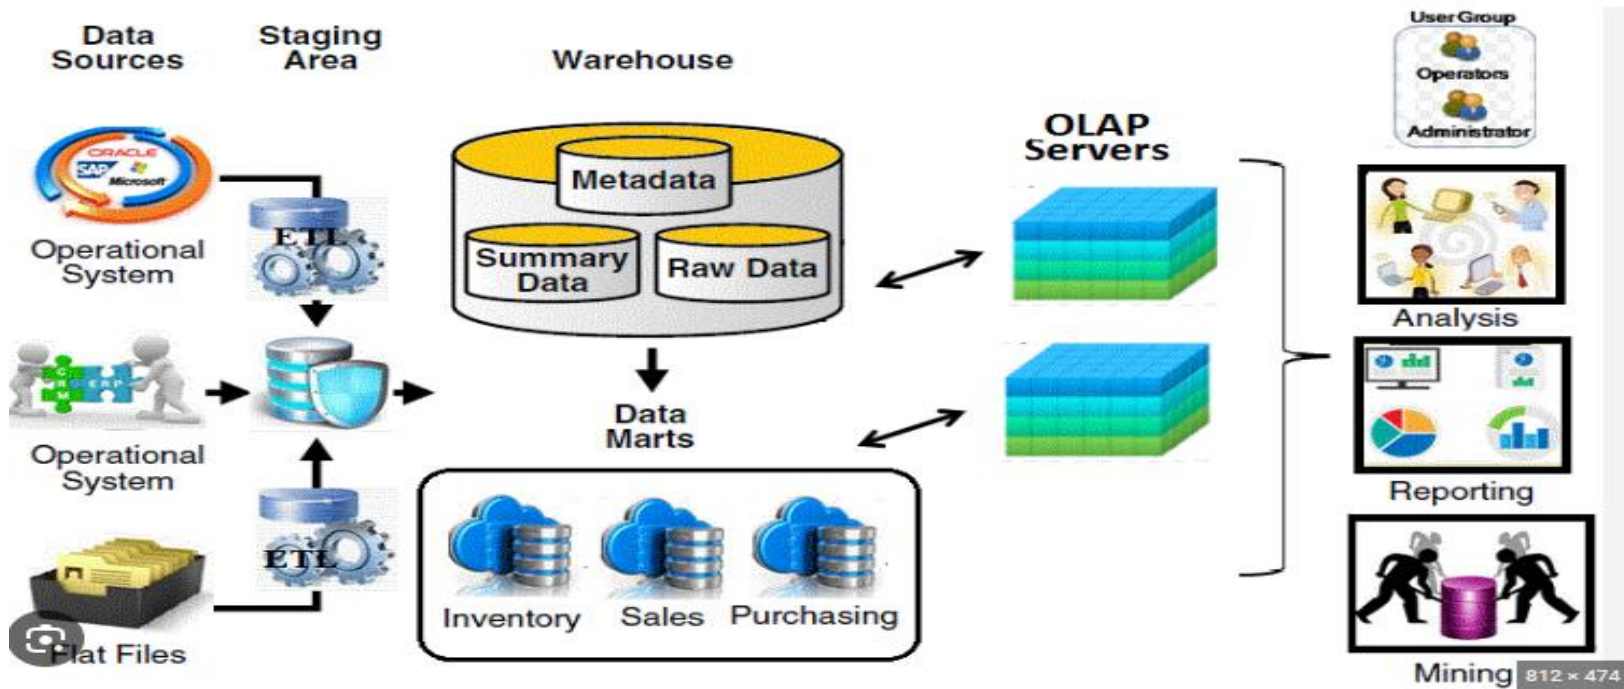 Data
Sources
Staging
Area
Warehouse
OLAP
Servers
User Group
Operators
Administrator
ORACLE
SAP
Microsoft
Operational
System
ETL
Metadata
Summary
Data
Raw Data
Analysis
CRM
ERP
Operational
System
Data
Marts
Reporting
ETL
Flat Files
Inventory
Sales
Purchasing
Mining
812 × 474